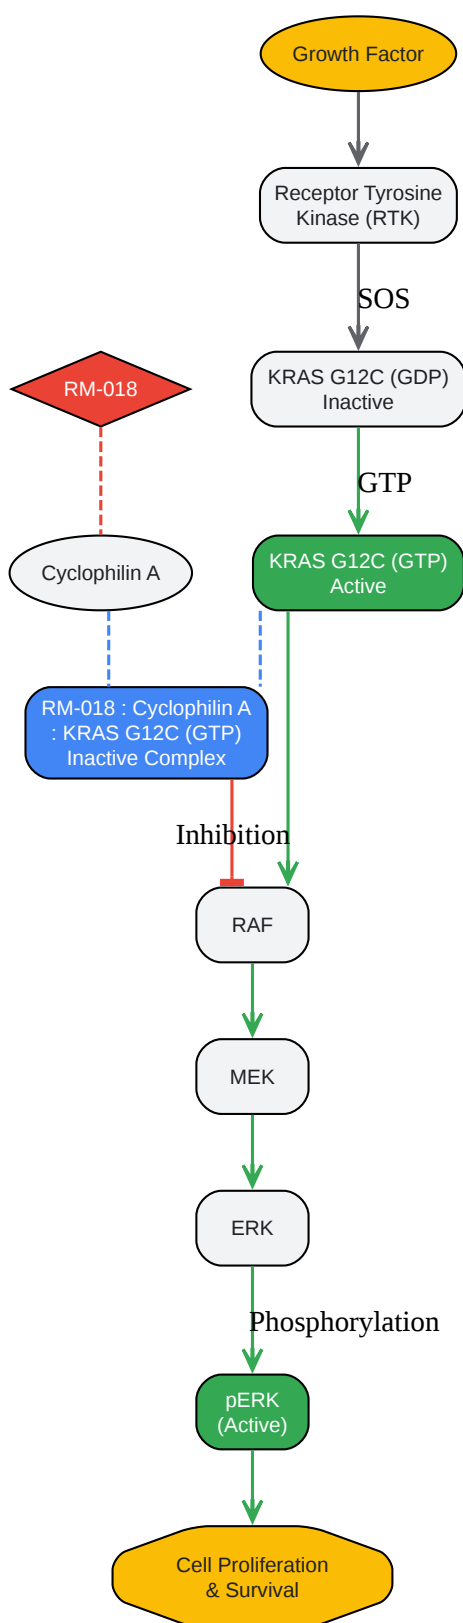 Growth Factor
Receptor Tyrosine
Kinase (RTK)
SOS
KRAS G12C (GDP)
Inactive
RM-018
GTP
KRAS G12C (GTP)
Active
Cyclophilin A
RM-018 : Cyclophilin A
: KRAS G12C (GTP)
Inactive Complex
Inhibition
RAF
MEK
ERK
Phosphorylation
pERK
(Active)
Cell Proliferation
& Survival